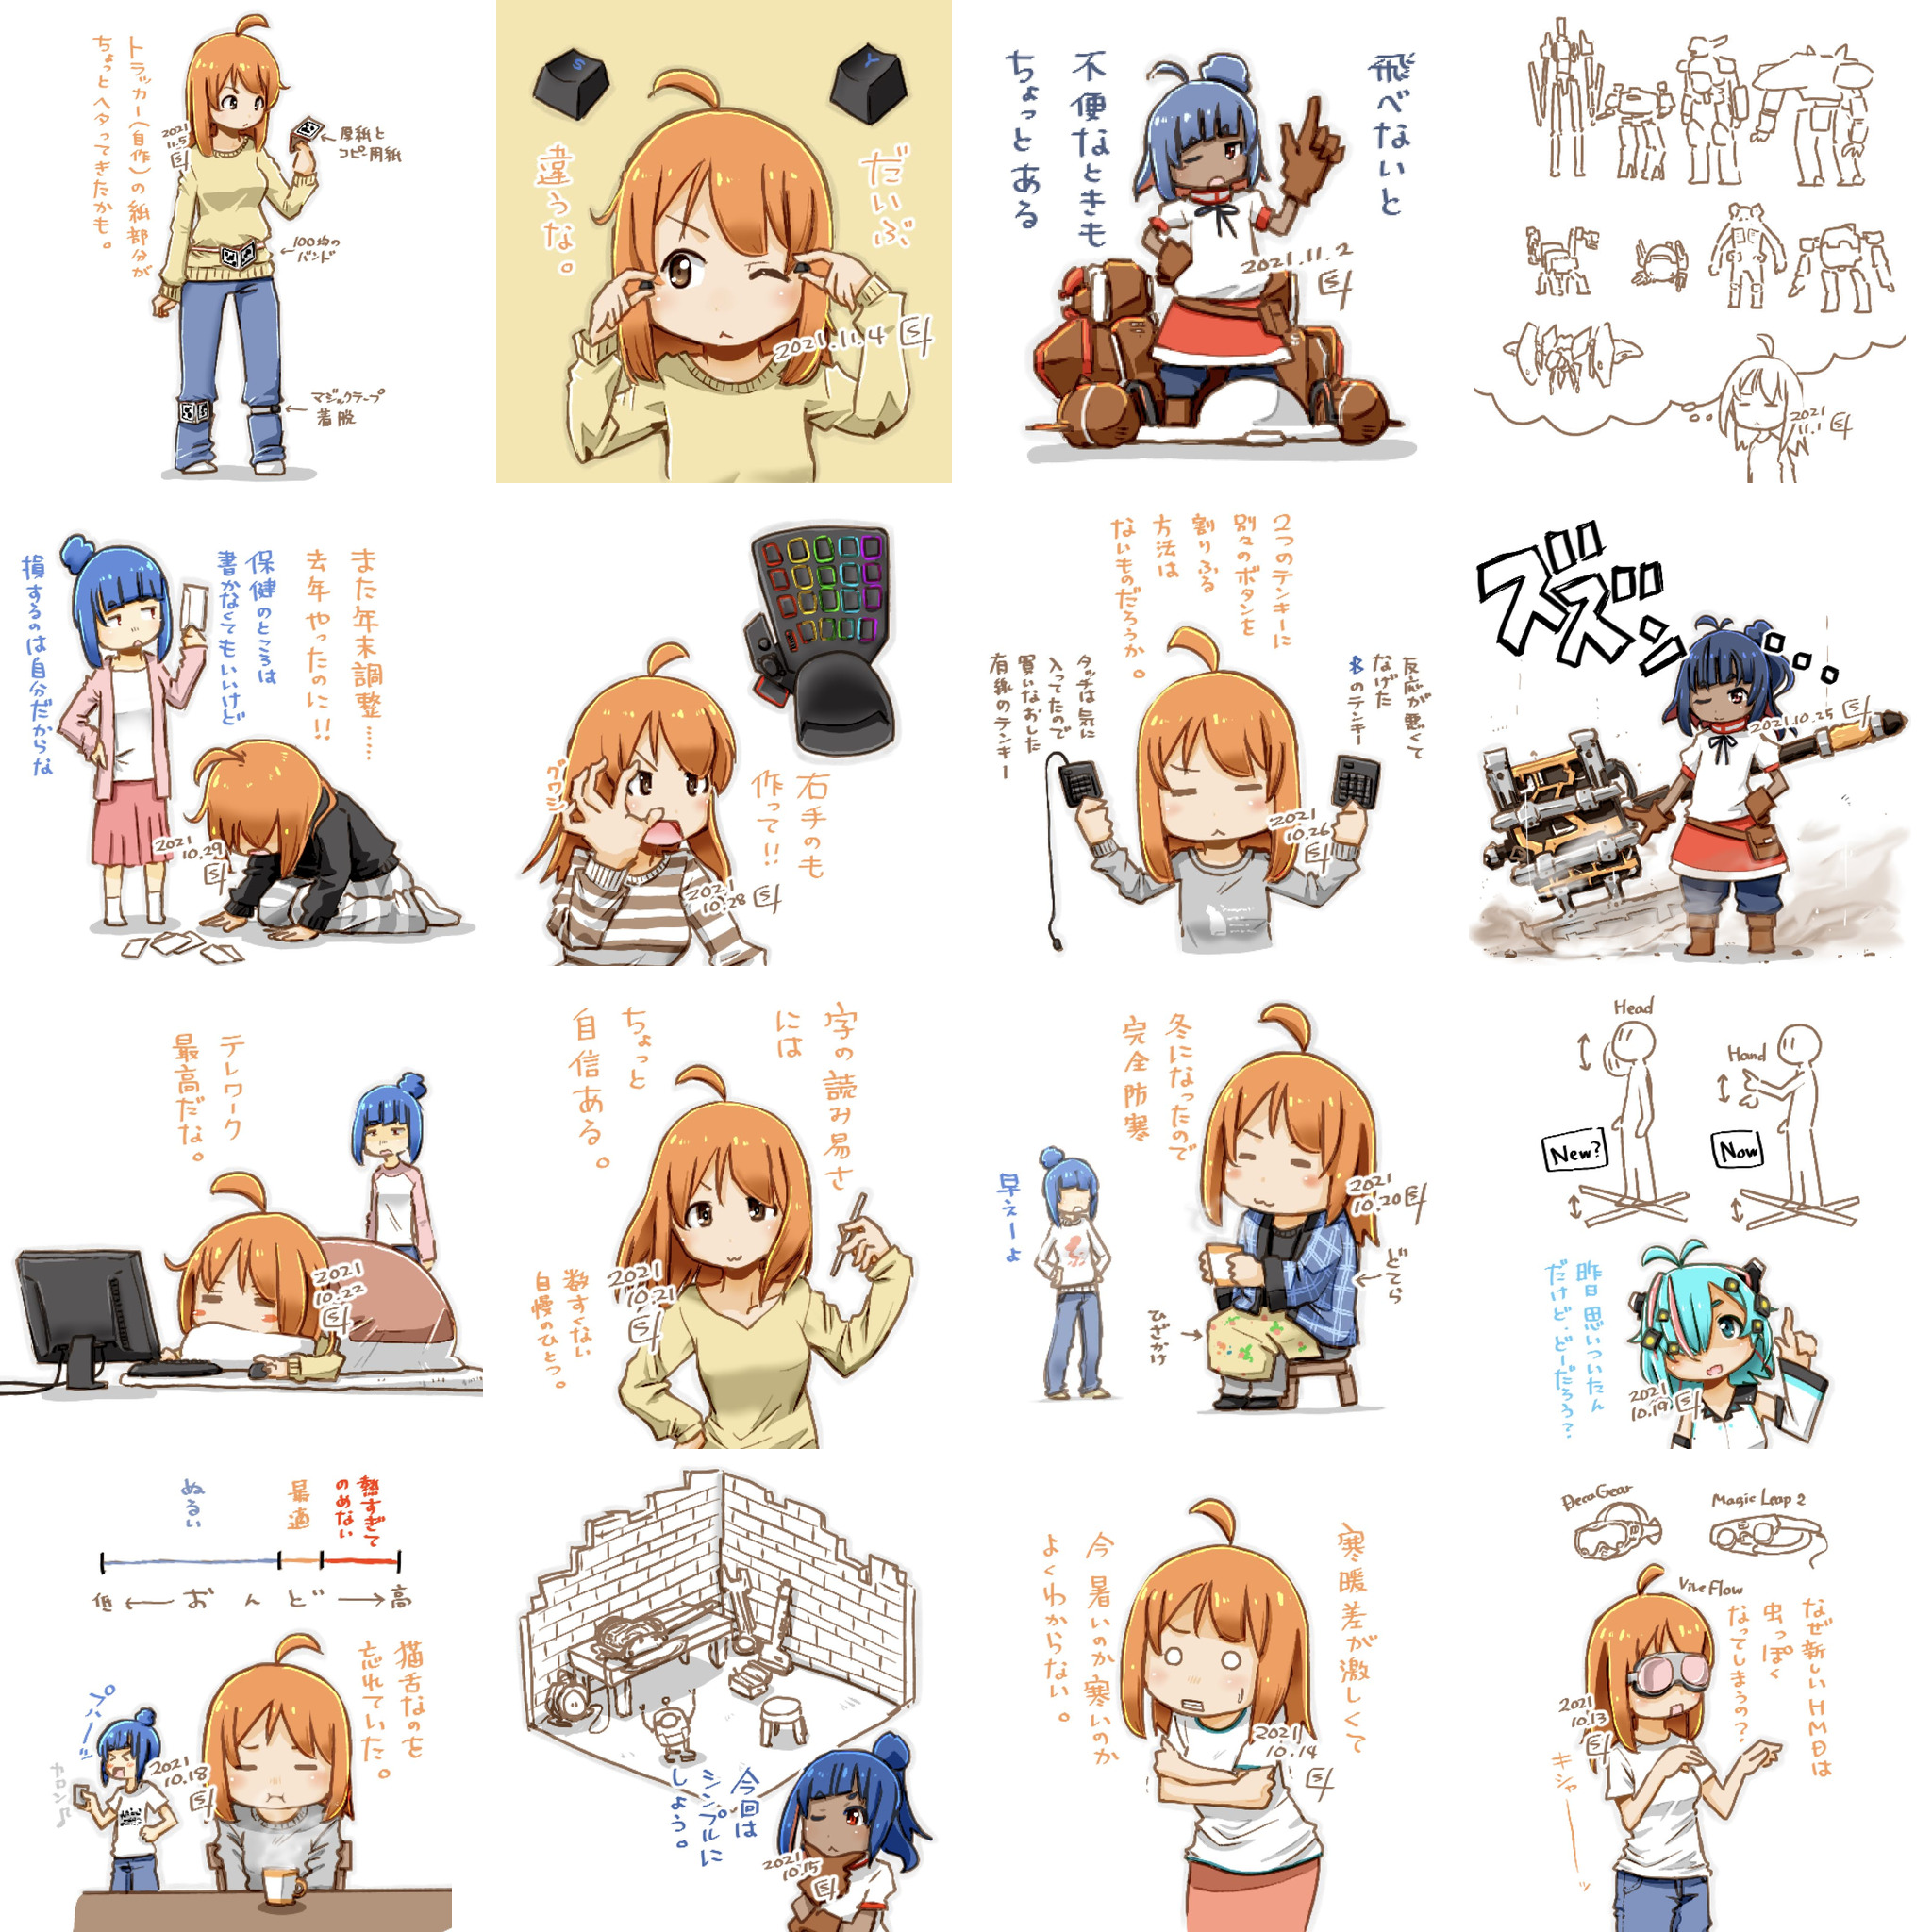 トラッカー(自作)の紙部分が
ちょっとヘタってきたかも。
2021
11.5
厚紙と
コピー用紙
100均の
バンド
マジックテープ
着脱
S
Y
だいぶ
違うな。
2021.11.4
飛べないと
不便なときも
ちょっとある
2021.11.2
2021
11.1
また年末調整……
去年やったのに!!
保健のところは
書かなくてもいいけど
損するのは自分だからな
2021
10.29
グワシ
右手のも
作って!!
2021
10.28
2つのテンキーに
別々のボタンを
割りふる
方法は
ないものだろうか。
反応が悪くて
なげた
Bのテンキー
タッチは気に
入ってたので
買いなおした
有線のテンキー
2021
10.26
ズズズン...
2021.10.25
テレワーク
最高だな。
2021
10.22
字の読み易さ
には
ちょっと
自信ある。
数すくない
自慢のひとつ。
2021
10.21
冬になったので
完全防寒
早えーよ
どてら
ひざかけ
2021
10.20
Head
Hand
New?
Now
昨日思いついたん
だけど、どーだろう?
2021
10.19
熱すぎて
のめない
最適
ぬるい
低←おんど→高
猫舌なのを
忘れていた。
パパーッ
カロン
2021
10.18
今回は
シンプルに
しよう。
2021
10.15
寒暖差が激しくて
今暑いのか寒いのか
よくわからない。
2021
10.14
DecaGear
Magic Leap 2
Vive Flow
なぜ新しいHMDは
虫っぽく
なってしまうの?
キシャーッ
2021
10.13